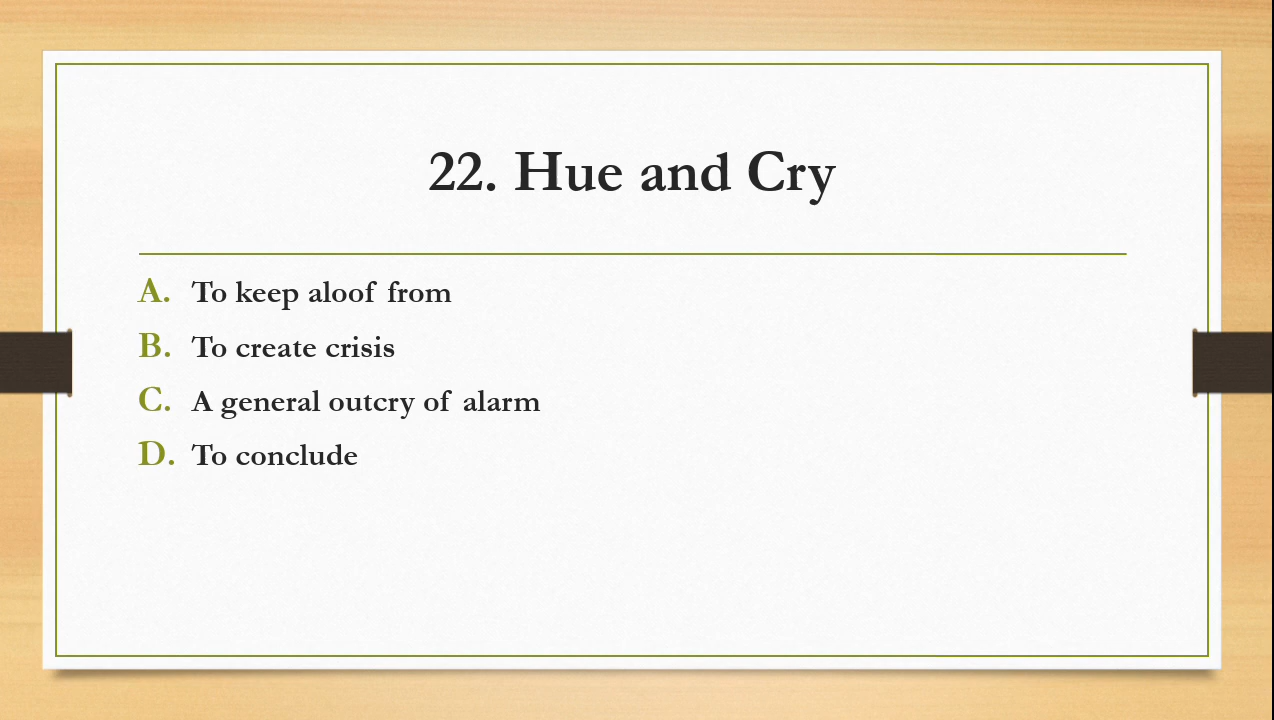 22. Hue and Cry
A. To keep aloof from
B. To create crisis
C. A general outcry of alarm
D. To conclude